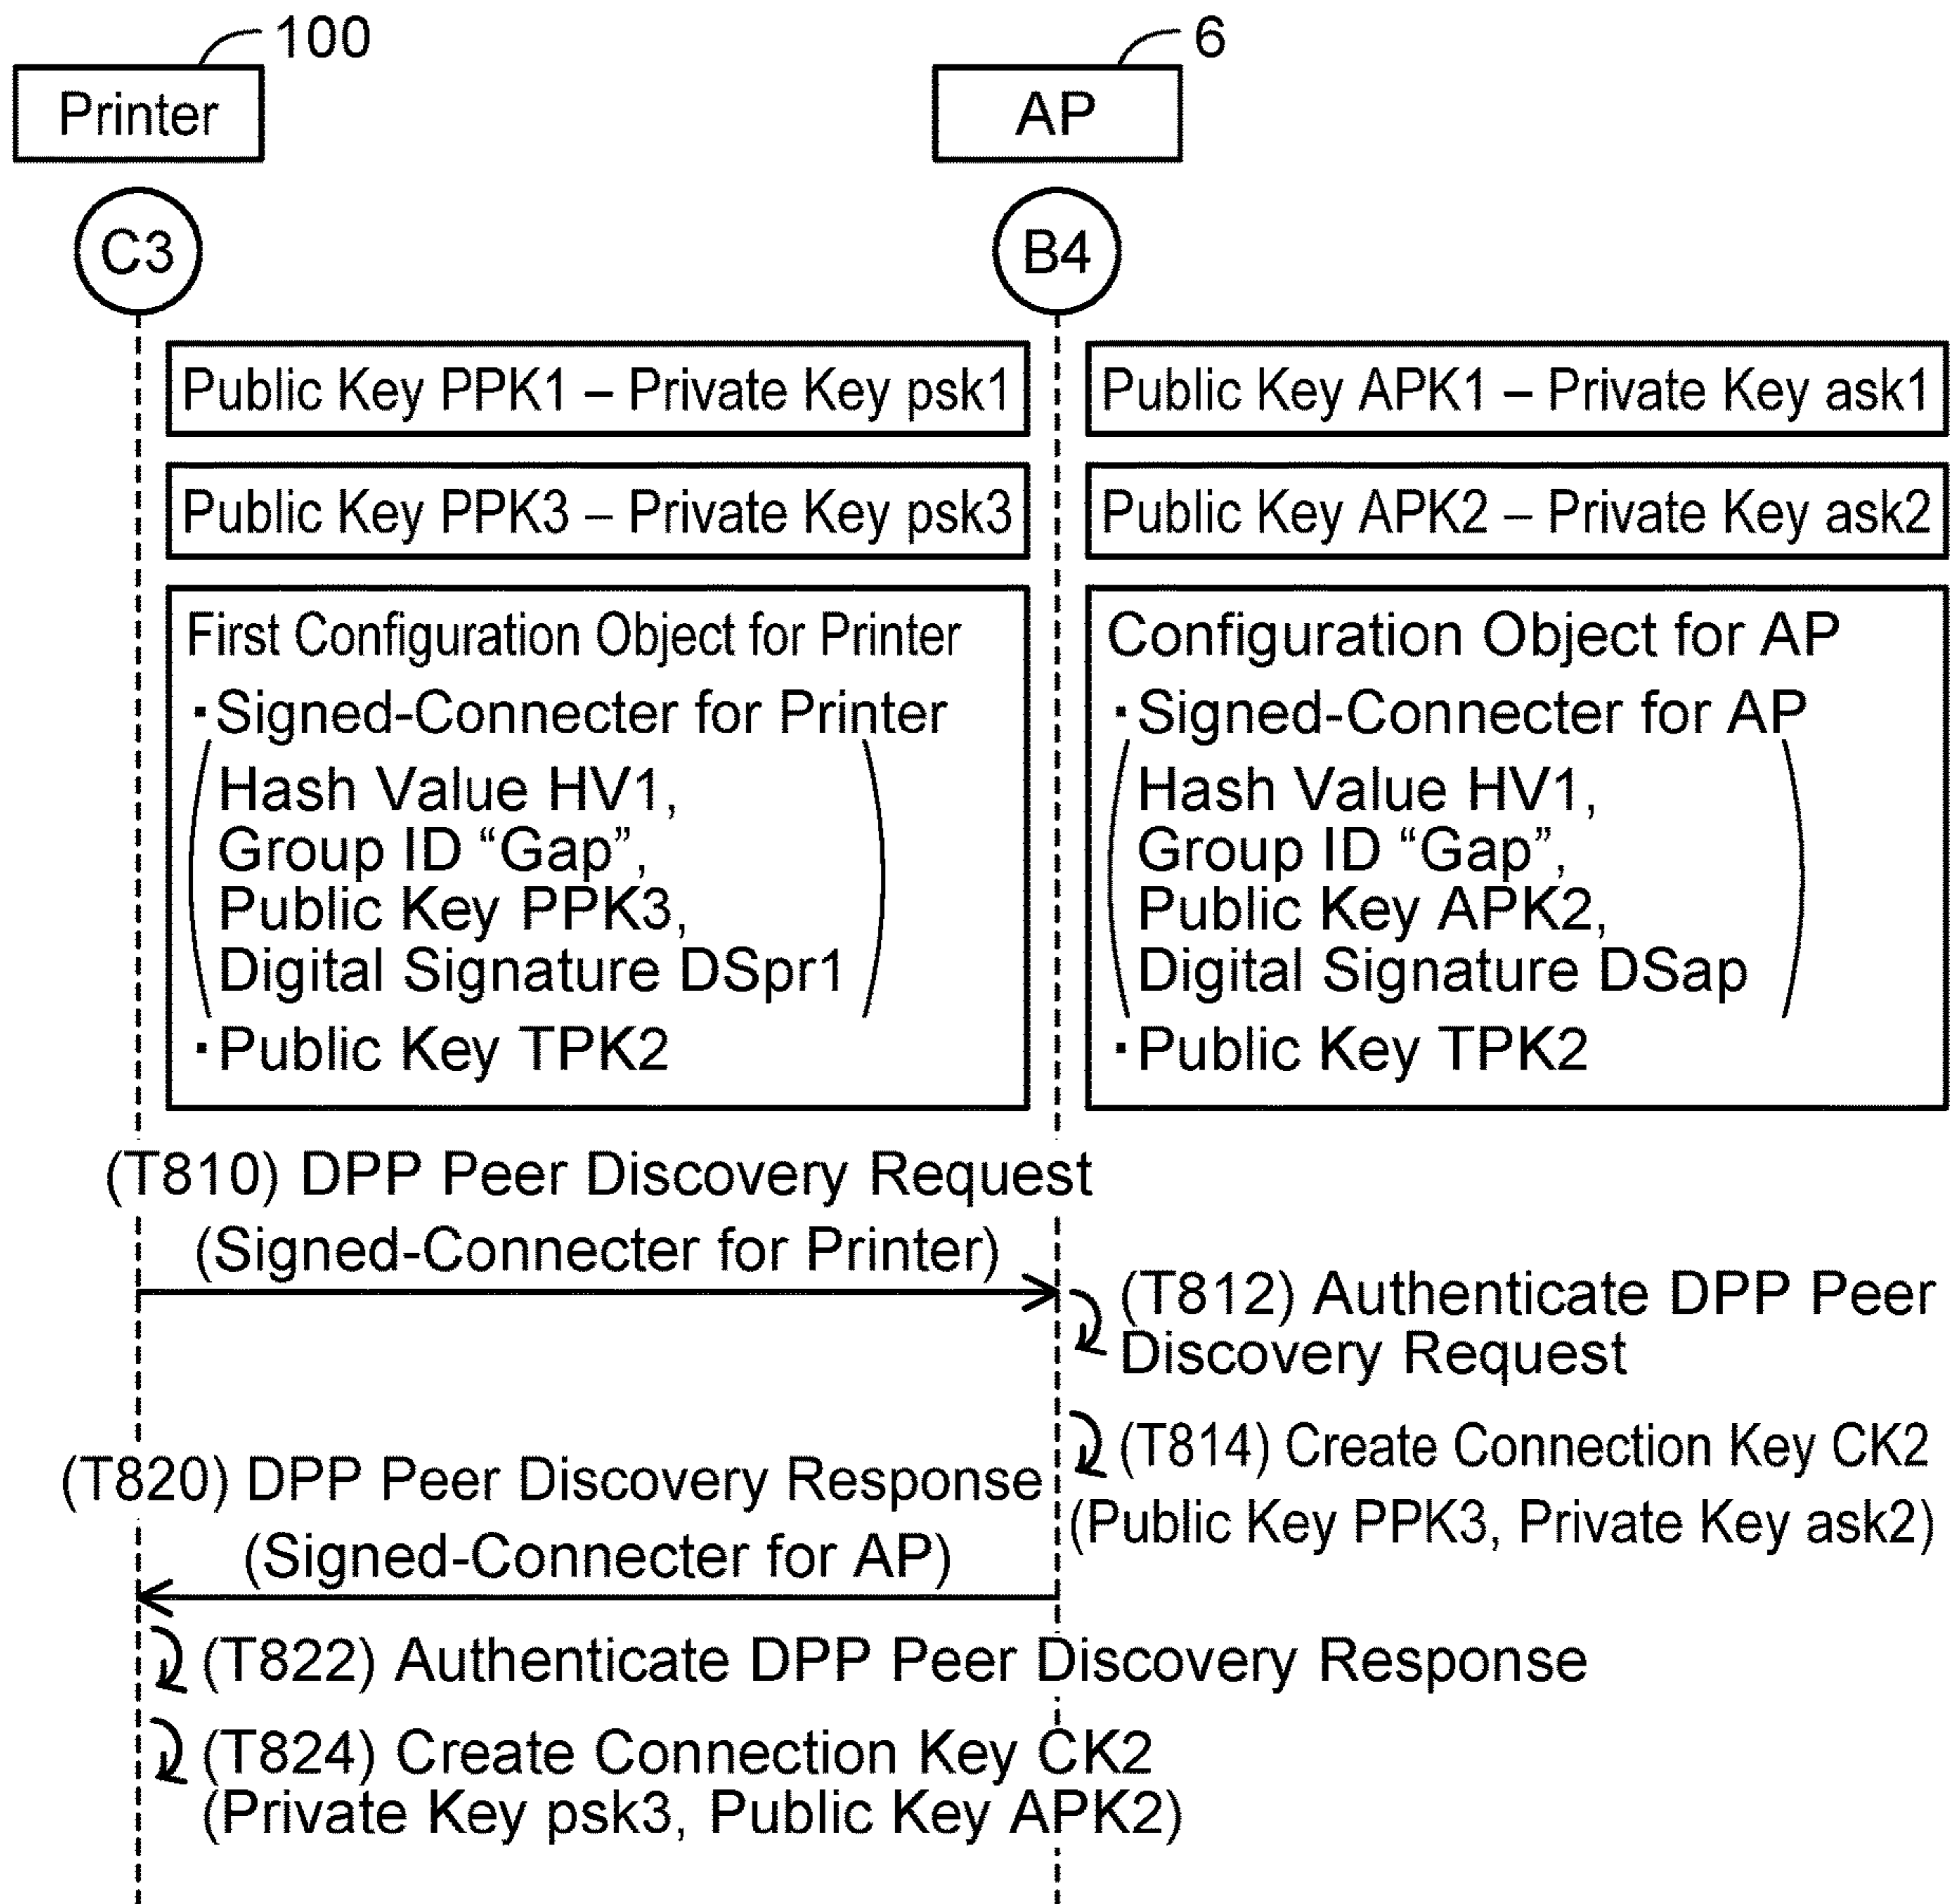 100
6
Printer
AP
C3
B4
Public Key PPK1 – Private Key psk1
Public Key APK1 – Private Key ask1
Public Key PPK3 – Private Key psk3
Public Key APK2 – Private Key ask2
First Configuration Object for Printer
・Signed-Connecter for Printer
Hash Value HV1,
Group ID “Gap”,
Public Key PPK3,
Digital Signature DSpr1
・Public Key TPK2
Configuration Object for AP
・Signed-Connecter for AP
Hash Value HV1,
Group ID “Gap”,
Public Key APK2,
Digital Signature DSap
・Public Key TPK2
(T810) DPP Peer Discovery Request
(Signed-Connecter for Printer)
(T812) Authenticate DPP Peer
Discovery Request
(T814) Create Connection Key CK2
(Public Key PPK3, Private Key ask2)
(T820) DPP Peer Discovery Response
(Signed-Connecter for AP)
(T822) Authenticate DPP Peer Discovery Response
(T824) Create Connection Key CK2
(Private Key psk3, Public Key APK2)